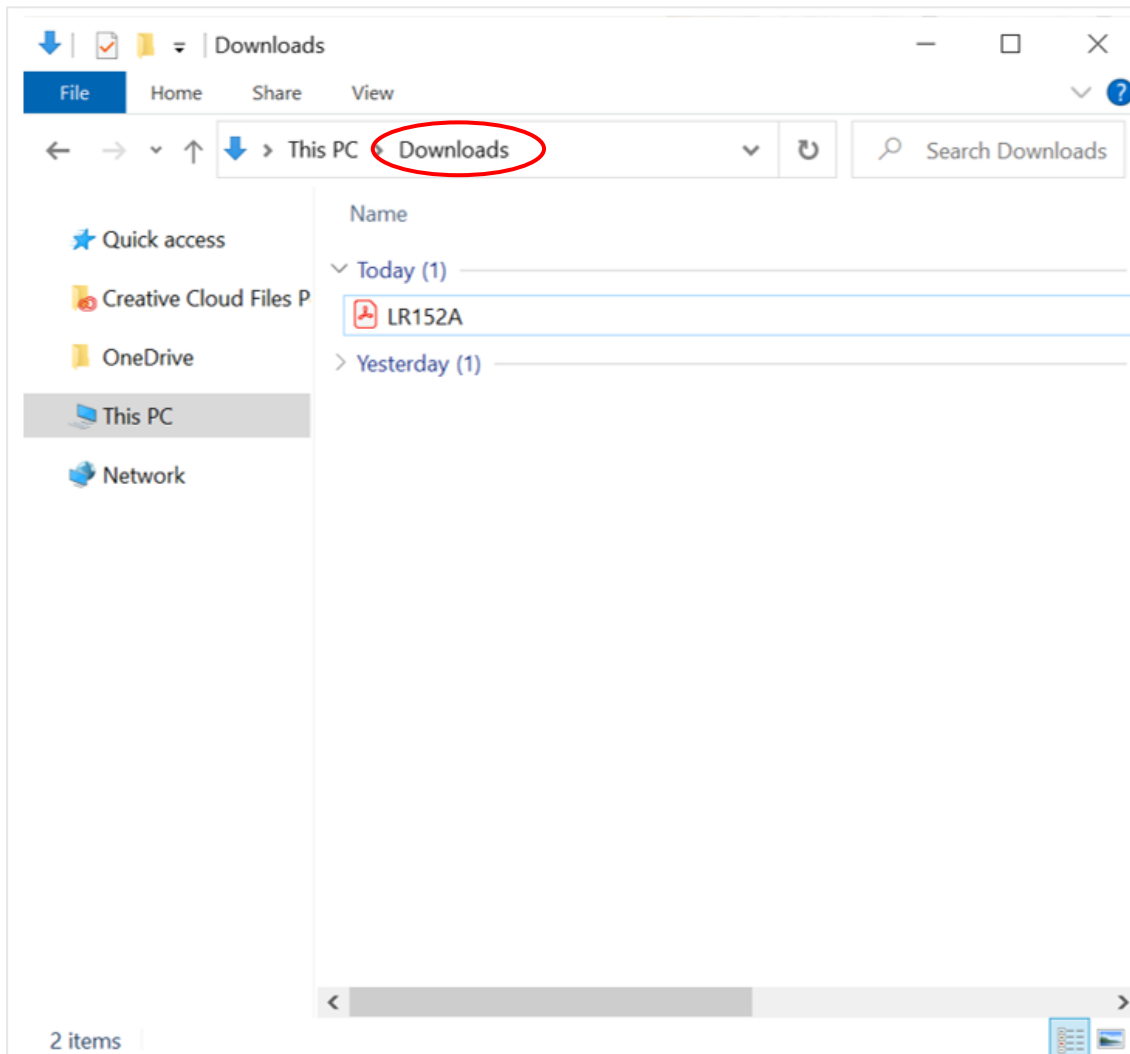 Downloads
File Home Share View
This PC Downloads Search Downloads
Name
Quick access
Today (1)
Creative Cloud Files P
LR152A
OneDrive
Yesterday (1)
This PC
Network
2 items